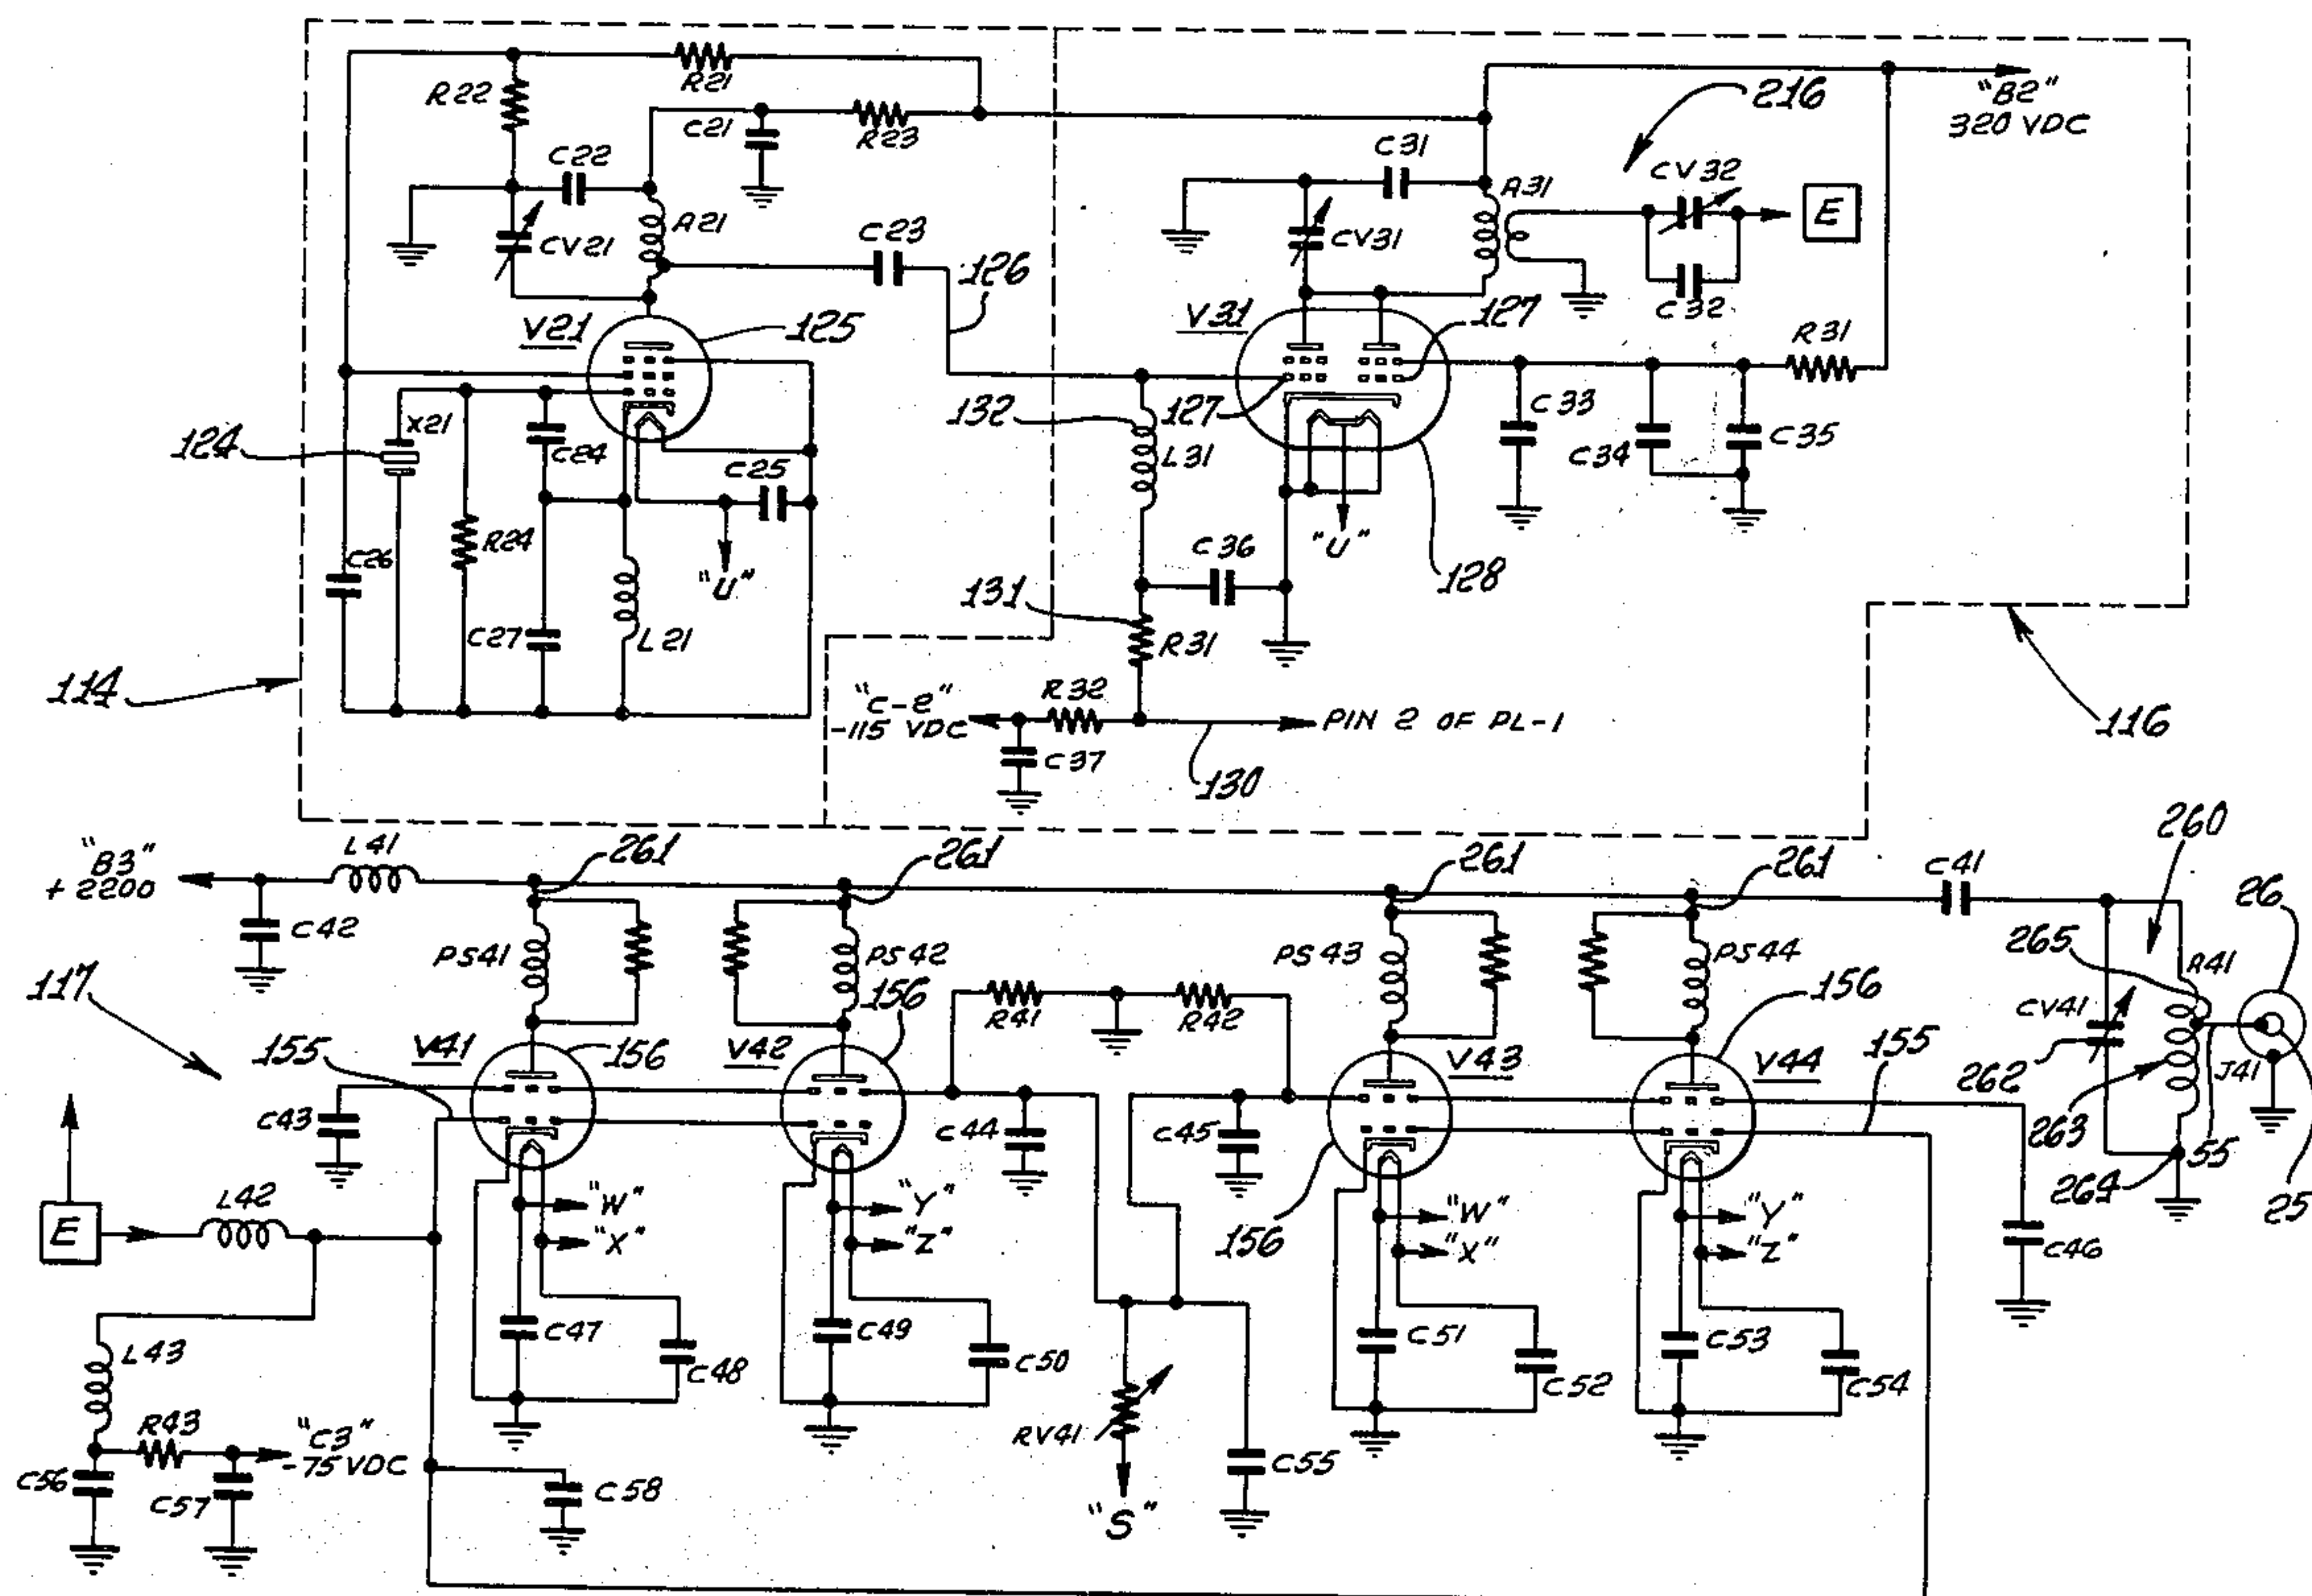 R21
R22
C21
R23
216
"B2"
320 VDC
C22
C31
CV32
A31
E
CV21
A21
C23
126
CV31
C32
V21
125
V31
127
R31
124
X21
C24
C25
132
127
L31
C33
C34
C35
C26
R24
"U"
C36
"U"
128
C27
L21
131
R31
114
"C-2"
-115 VDC
R32
PIN 2 OF PL-1
116
C37
130
"B3"
+2200
L41
261
261
261
261
C41
260
26
C42
PS41
PS42
PS43
PS44
265
A41
117
156
R41
R42
156
CV41
155
V41
156
V42
V43
V44
155
262
J41
C43
C44
C45
263
264
55
25
E
L42
"W"
"X"
"Y"
"Z"
156
"W"
"X"
"Y"
"Z"
C46
L43
C47
C48
C49
C50
C51
C52
C53
C54
R43
"C3"
-75 VDC
RV41
C55
C56
C57
C58
"S"